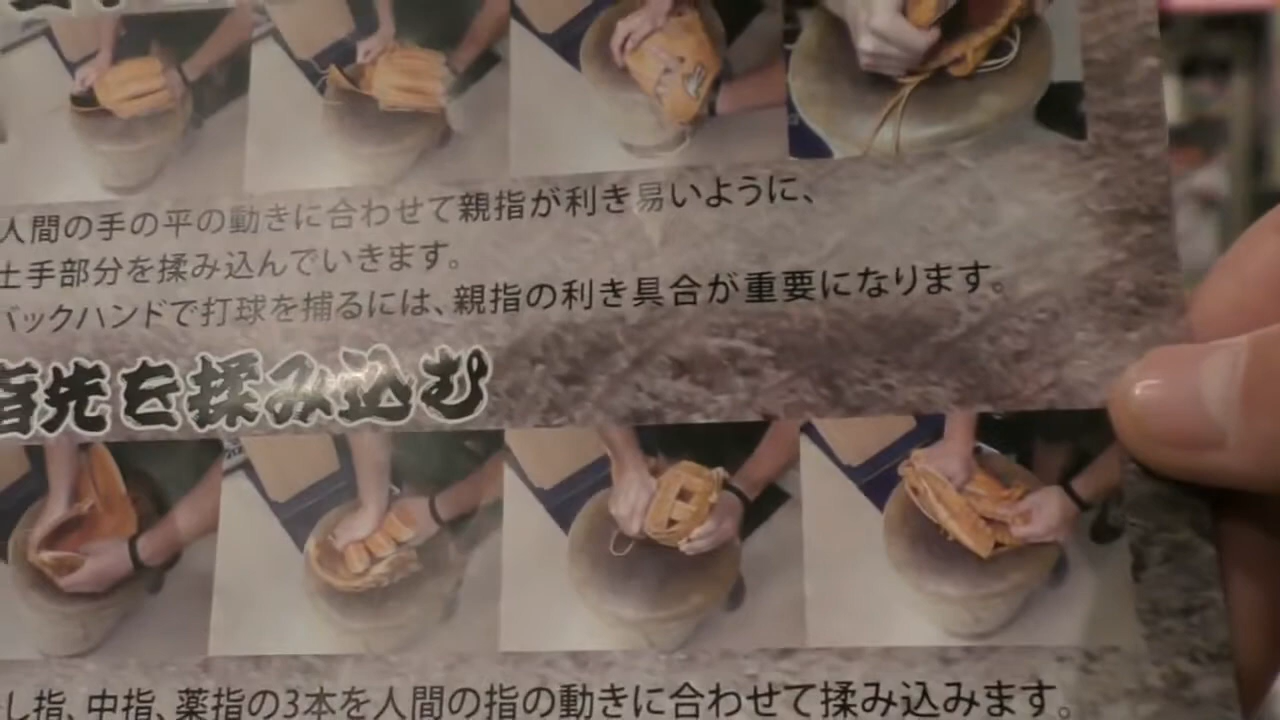 人間の手の平の動きに合わせて親指が利き易いように、
土手部分を揉み込んでいきます。
バックハンドで打球を捕るには、親指の利き具合が重要になります。
指先を揉み込む
し指、中指、薬指の3本を人間の指の動きに合わせて揉み込みます。